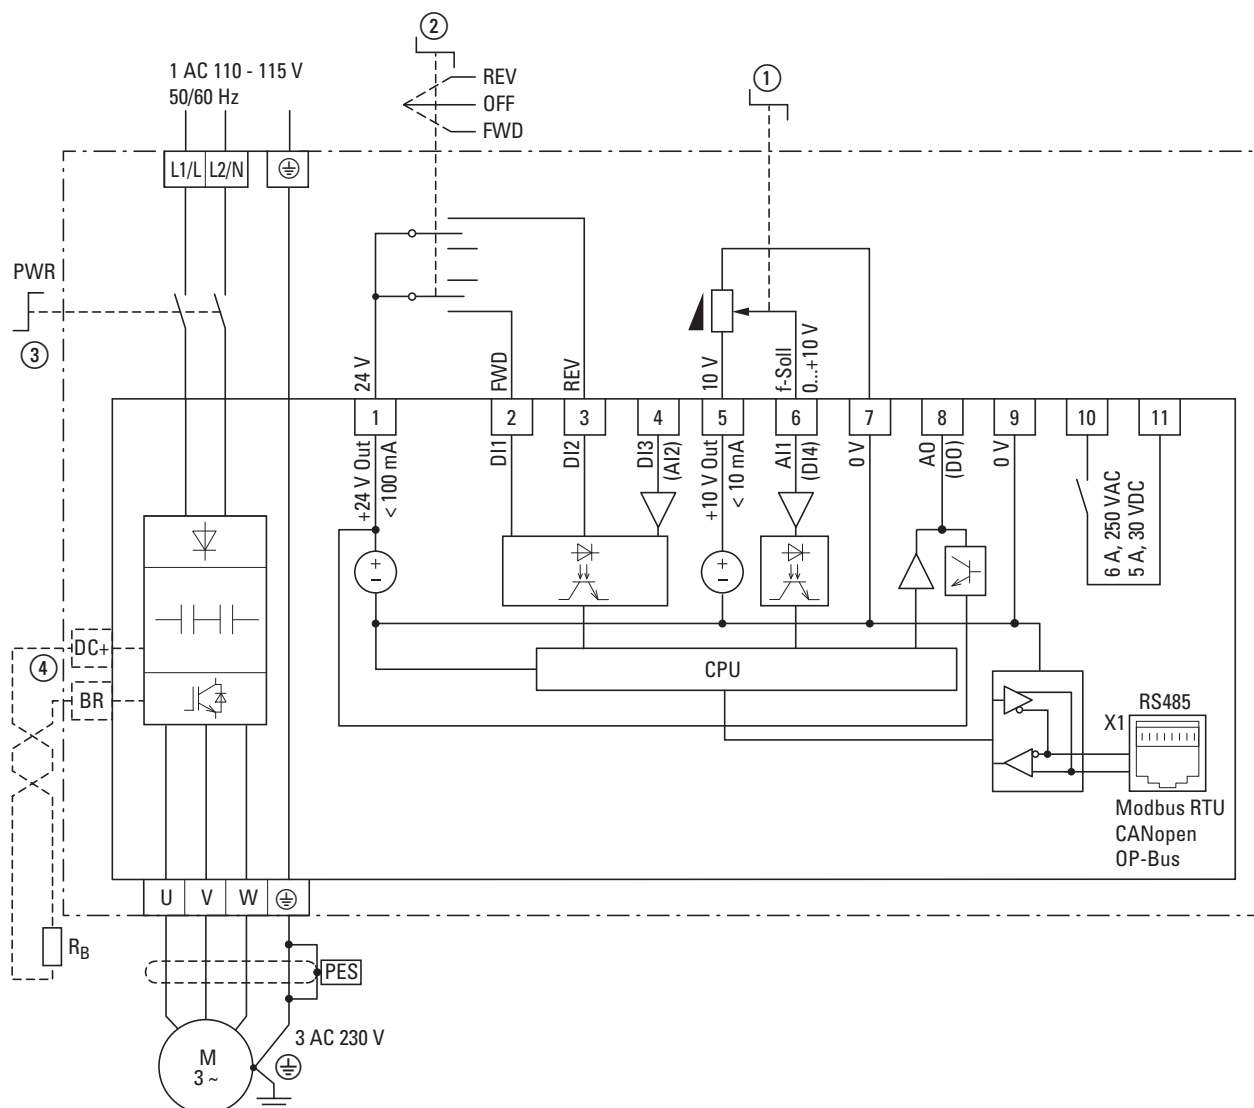 2
1 AC 110 - 115 V
50/60 Hz
REV
OFF
FWD
1
L1/L
L2/N
PWR
3
24 V
FWD
REV
10 V
f-Soll
0...+10 V
1
2
3
4
5
6
7
8
9
10
11
+24 V Out
< 100 mA
DI1
DI2
DI3
(AI2)
+10 V Out
< 10 mA
AI1
(DI4)
0 V
AO
(DO)
0 V
6 A, 250 VAC
5 A, 30 VDC
+
−
+
−
DC+
4
BR
CPU
RS485
X1
Modbus RTU
CANopen
OP-Bus
U
V
W
RB
PES
3 AC 230 V
M
3 ~